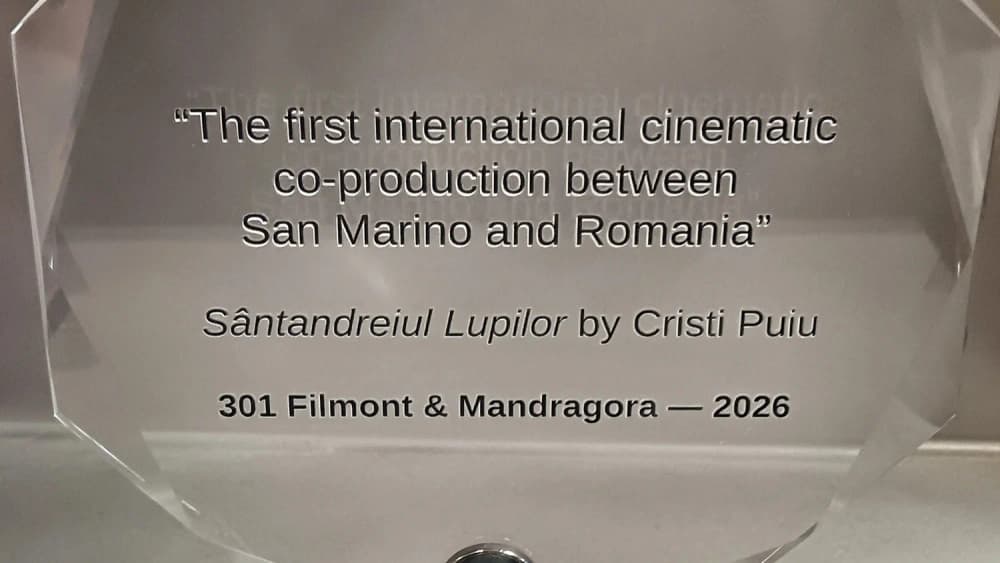 “The first international cinematic
co-production between
San Marino and Romania”
Sântandreiul Lupilor by Cristi Puiu
301 Filmont & Mandragora — 2026